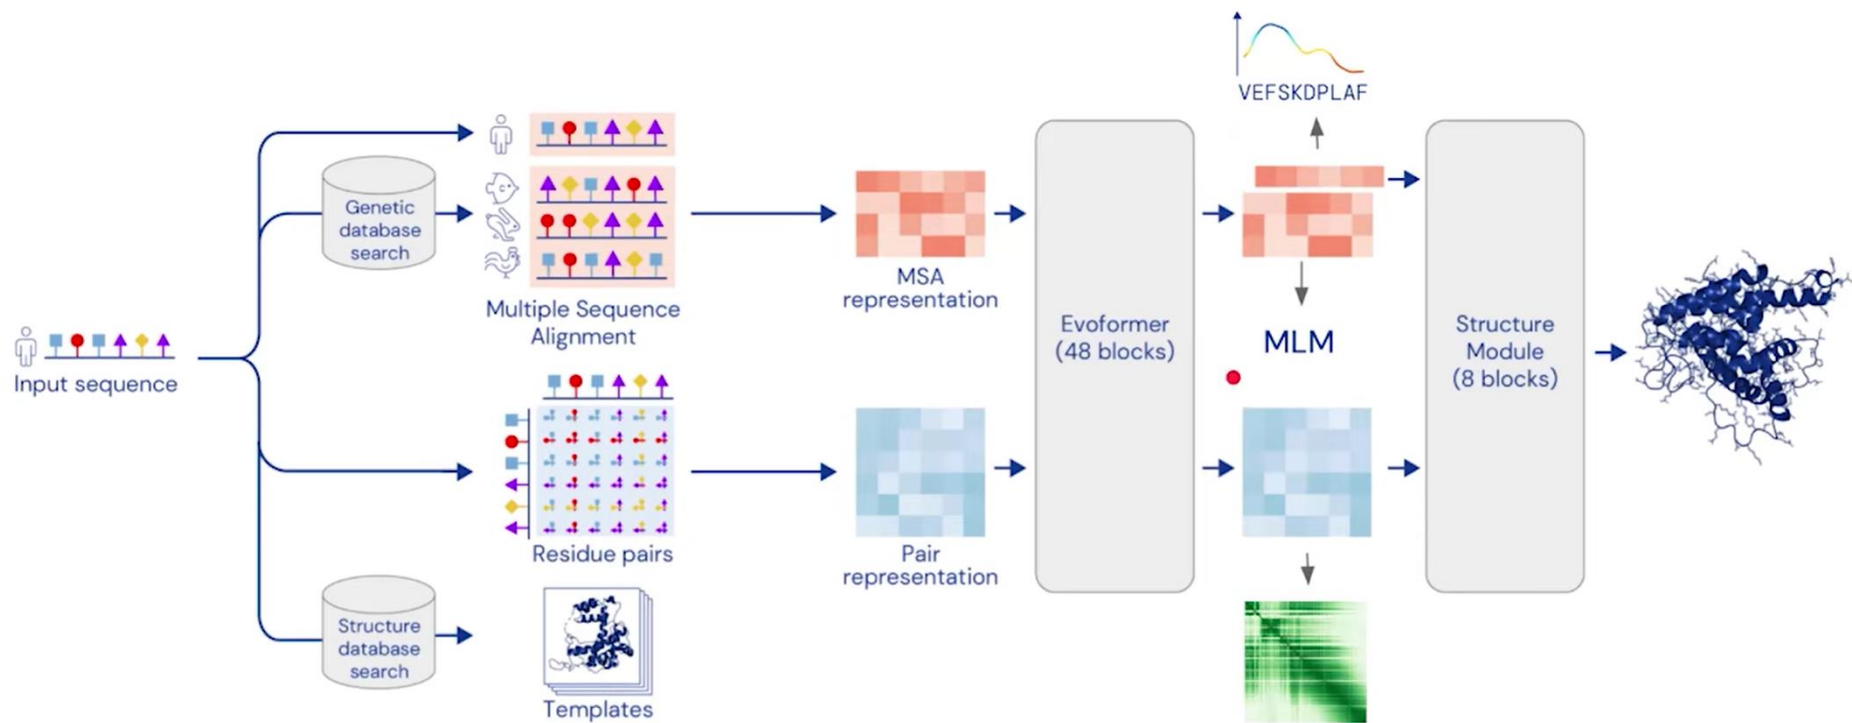 VEFSKDPLAF
Genetic
database
search
Multiple Sequence
Alignment
MSA
representation
Input sequence
Evoformer
(48 blocks)
MLM
Structure
Module
(8 blocks)
Residue pairs
Pair
representation
Structure
database
search
Templates